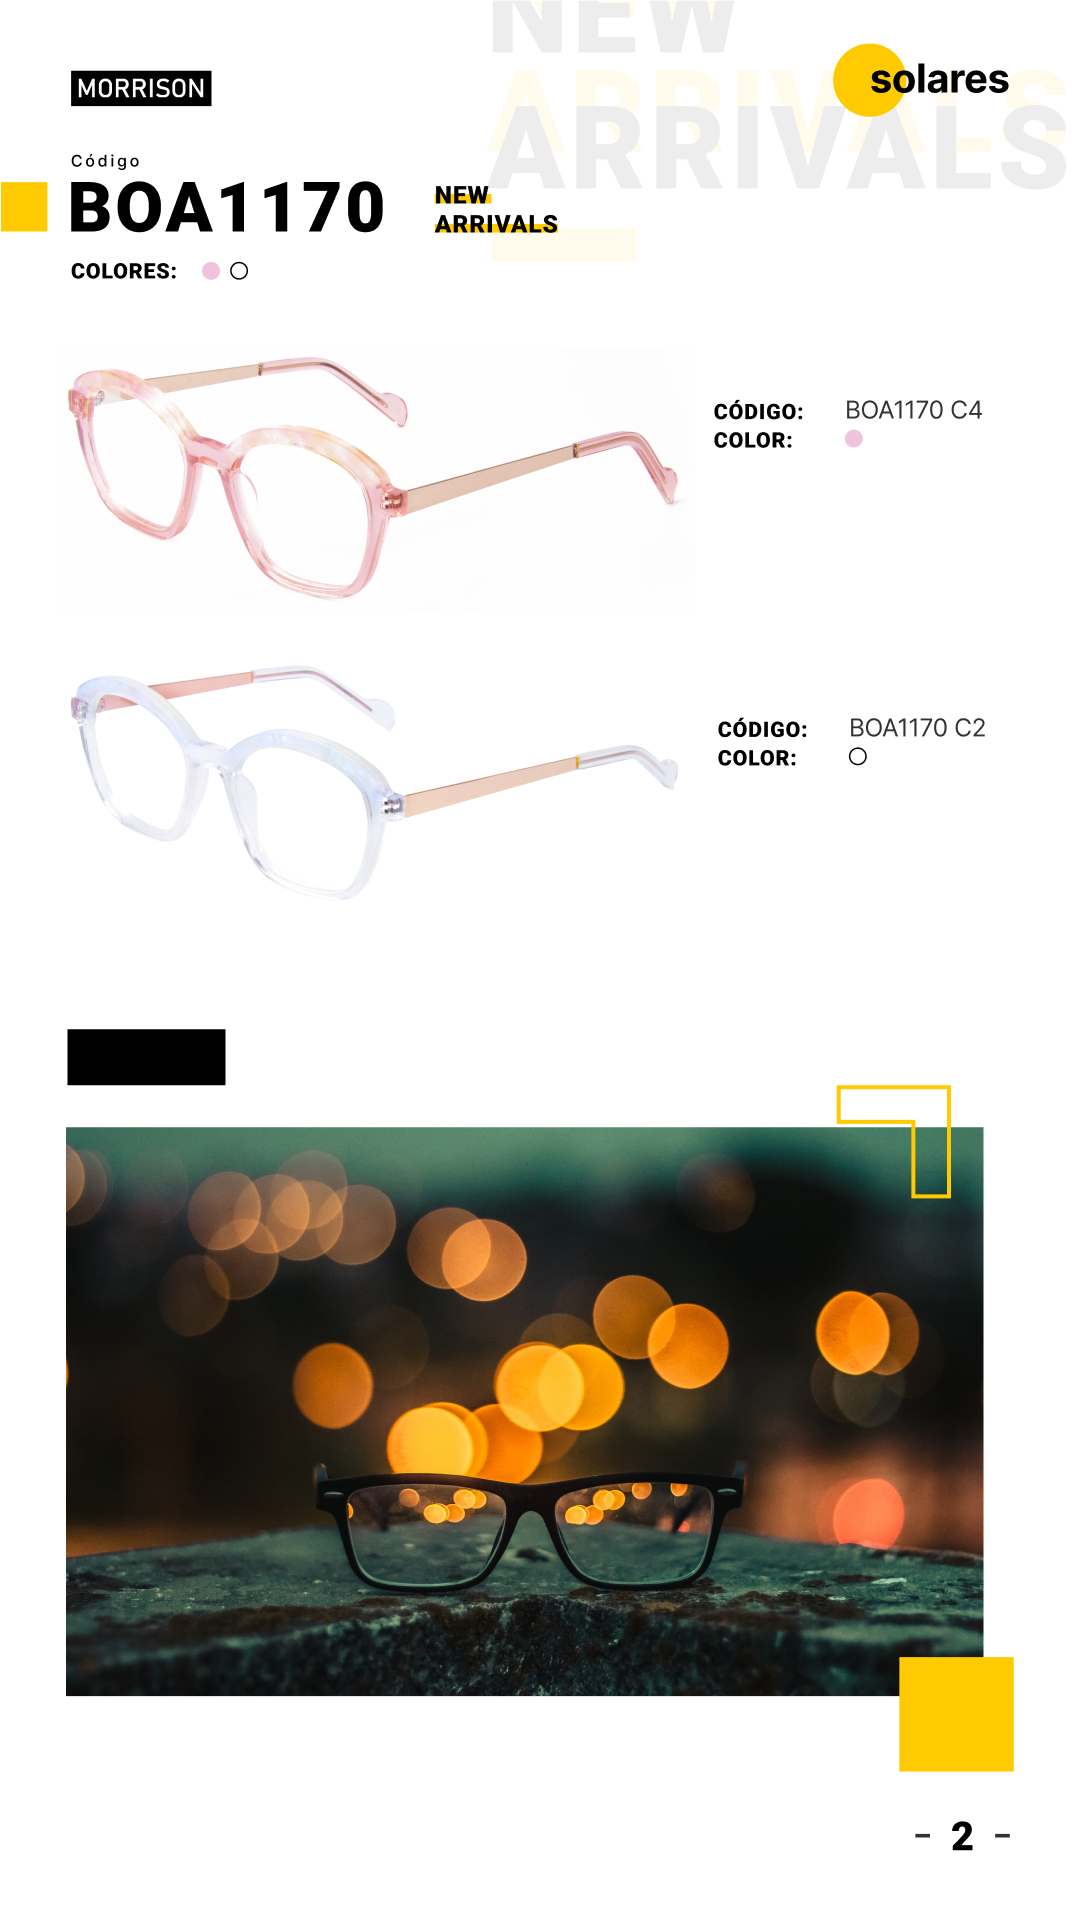 NEW
ARRIVALS
MORRISON
solares
Código
BOA1170
NEW
ARRIVALS
COLORES:
CÓDIGO: BOA1170 C4
COLOR:
CÓDIGO: BOA1170 C2
COLOR:
- 2 -